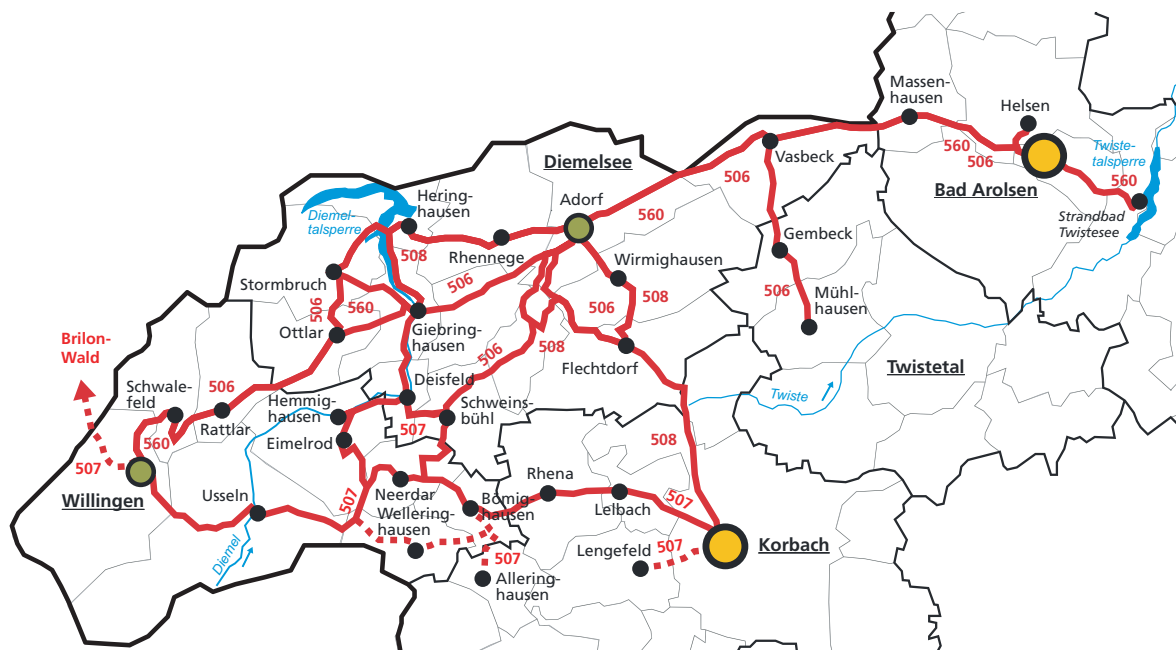 Massen-
hausen
Helsen
560
506
Twiste-
talsperre
560
Bad Arolsen
Strandbad
Twistesee
Vasbeck
506
Diemelsee
Adorf
560
Hering-
hausen
Diemel-
talsperre
508
Rhennege
Gembeck
Wirmighausen
506
Mühl-
hausen
Stormbruch
506
560
506
506
508
Ottlar
Giebring-
hausen
506
508
Flechtdorf
Twistetal
Brilon-
Wald
Schwale-
feld
506
Rattlar
Deisfeld
Hemmig-
hausen
507
Schweins-
bühl
Twiste
560
Eimelrod
508
507
Willingen
Usseln
507
Neerdar
Rhena
Bömig-
hausen
Lelbach
507
Wellering-
hausen
Diemel
Lengefeld
507
Korbach
507
Allering-
hausen